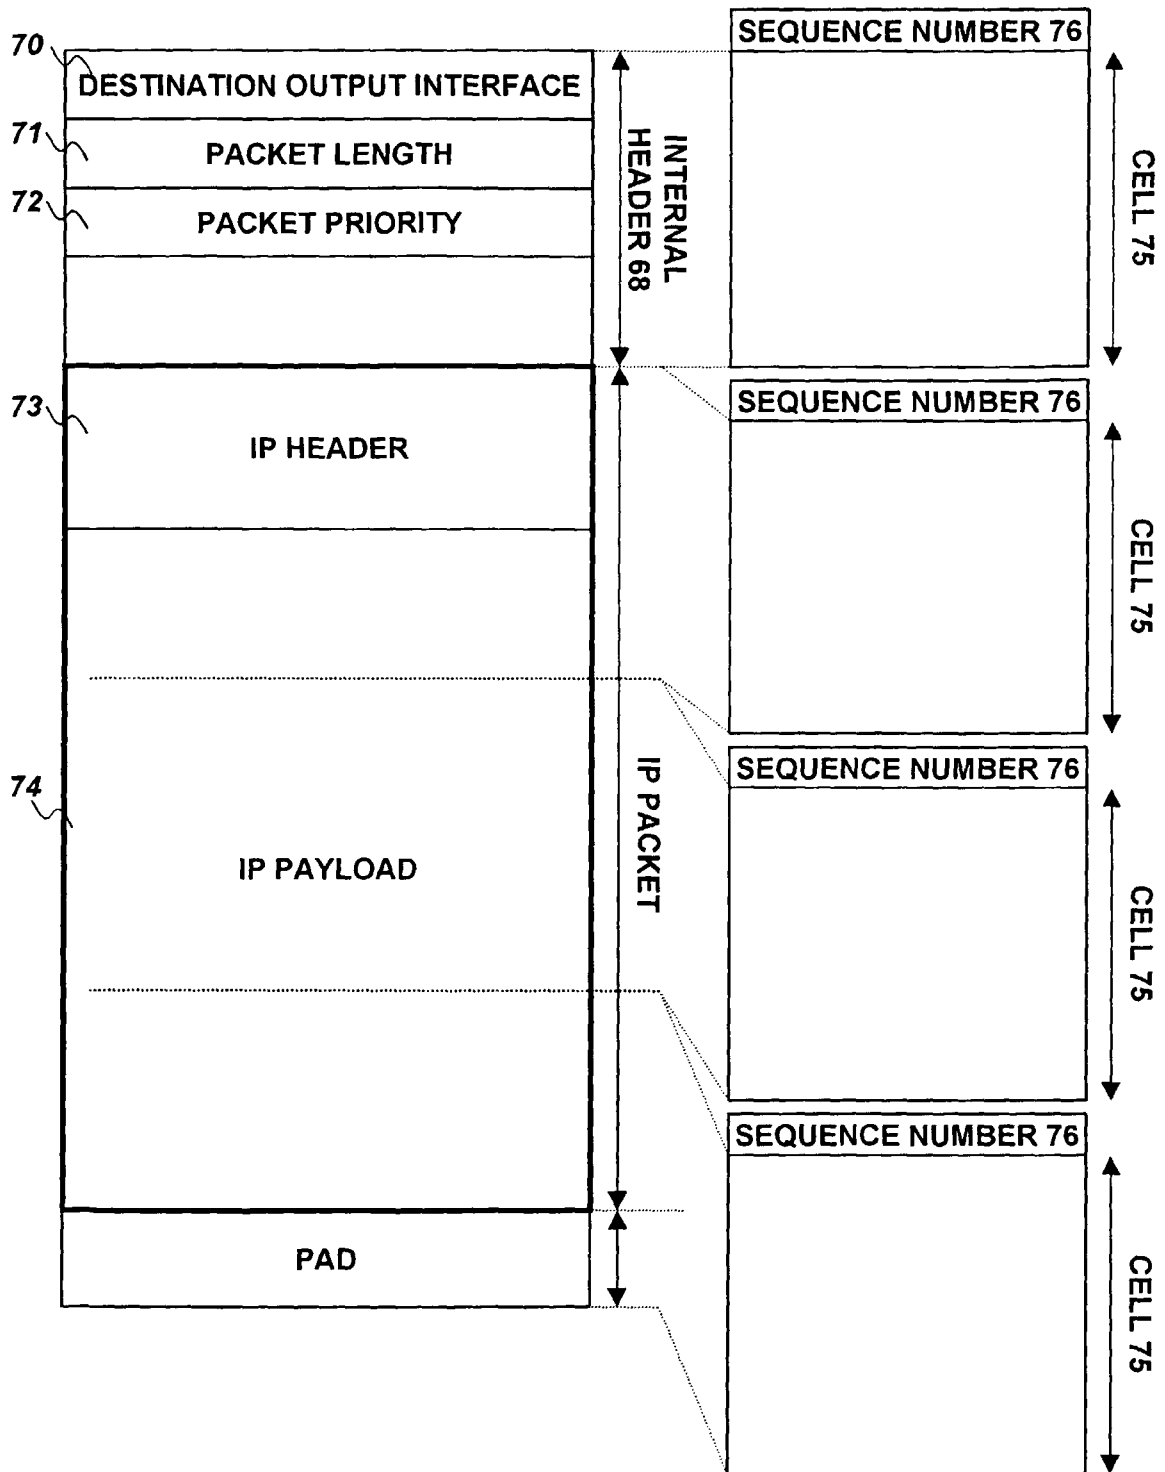 70
DESTINATION OUTPUT INTERFACE
71
PACKET LENGTH
72
PACKET PRIORITY
INTERNAL
HEADER 68
73
IP HEADER
74
IP PAYLOAD
IP PACKET
PAD
SEQUENCE NUMBER 76
CELL 75
SEQUENCE NUMBER 76
CELL 75
SEQUENCE NUMBER 76
CELL 75
SEQUENCE NUMBER 76
CELL 75